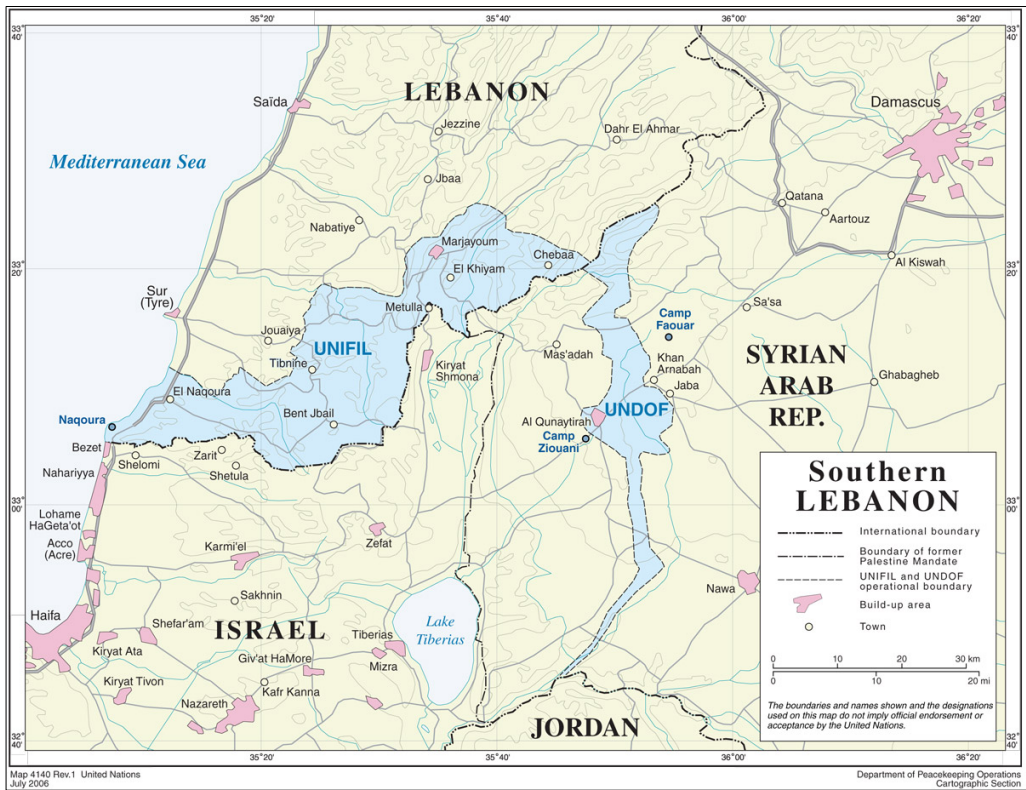 35°20' 35°40' 36°00' 36°20'
33°
40'
33
40'
LEBANON
Saïda
Damascus
Jezzine
Dahr El Ahmar
Mediterranean Sea
Jbaa
Qatana
Aartouz
Nabatiye
Marjayoum
Chebaa
El Khiyam
Al Kiswah
33°
20'
33°
20'
Sur
(Tyre)
Metulla
Sa'sa
Camp
Faouar
Jouaiya
UNIFIL
Mas'adah
SYRIAN
ARAB
REP.
Tibnine
Kiryat
Shmona
Khan
Arnabah
Jaba
Ghabagheb
El Naqoura
UNDOF
Naqoura
Bent Jbail
Al Qunaytirah
Camp
Ziouani
Bezet
Shelomi
Zarit
Shetula
Nahariyya
33°
00'
33°
00'
Lohame
HaGeta'ot
Acco
(Acre)
Karmi'el
Zefat
Nawa
Sakhnin
Haifa
Shefar'am
ISRAEL
Lake
Tiberias
Kiryat Ata
Tiberias
Giv'at HaMore
Mizra
Kiryat Tivon
Kafr Kanna
Nazareth
JORDAN
32°
40'
32°
40'
35°20' 35°40' 36°00' 36°20'
Southern
LEBANON
International boundary
Boundary of former
Palestine Mandate
UNIFIL and UNDOF
operational boundary
Build-up area
Town
0 10 20 30 km
0 10 20 mi
The boundaries and names shown and the designations
used on this map do not imply official endorsement or
acceptance by the United Nations.
Map 4140 Rev.1 United Nations
July 2006
Department of Peacekeeping Operations
Cartographic Section